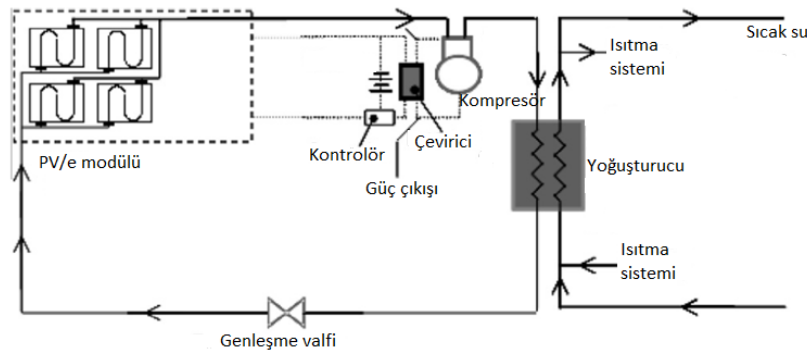 Sıcak su
Isıtma
sistemi
Kompresör
Kontrolör
Çevirici
PV/e modülü
Güç çıkışı
Yoğuşturucu
Isıtma
sistemi
Genleşme valfi